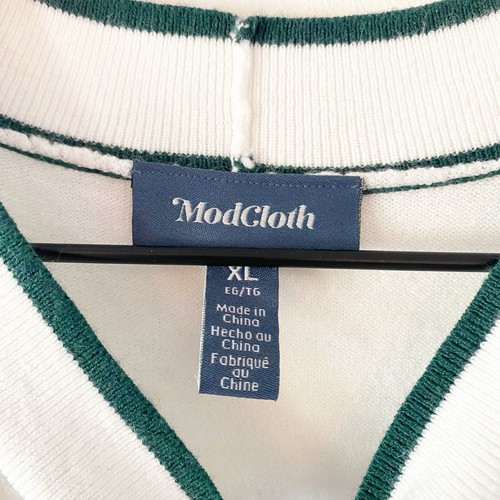 ModCloth
XL
EG/TG
Made in
China
Hecho au
China
Fabriqué
au
Chine